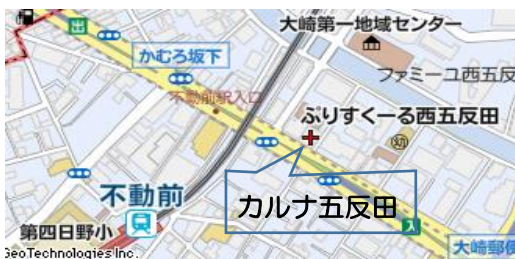 大崎第一地域センター
出
かむろ坂下
ファミーユ西五反
不動前駅入口
ぷりすくーる西五反田
幼
カルナ五反田
不動前
入
第四日野小
大崎郵便
GeoTechnologies Inc.